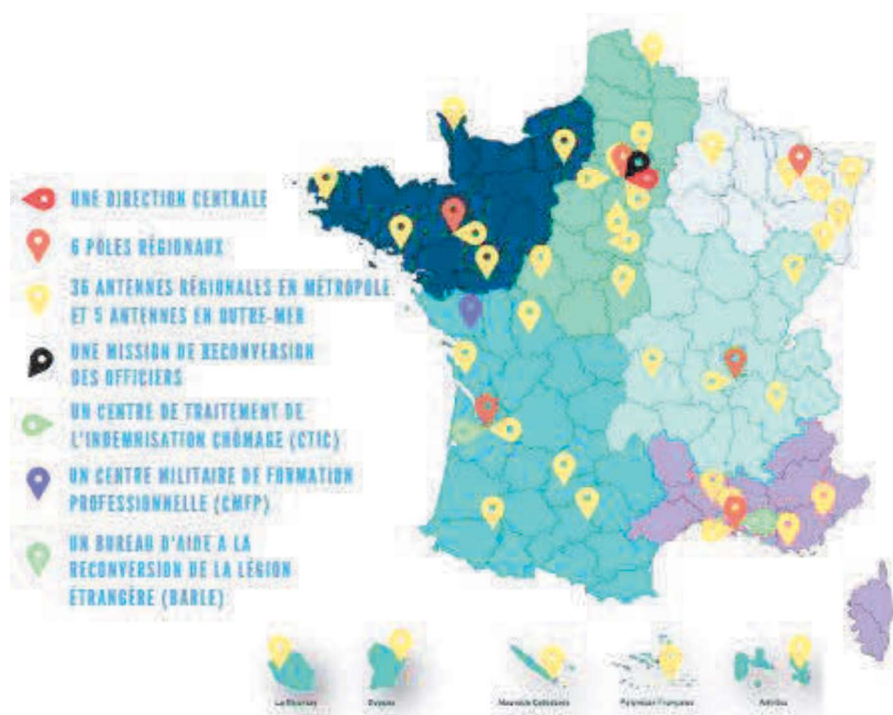 UNE DIRECTION CENTRALE
6 POLES RÉGIONAUX
36 ANTENNES RÉGIONALES EN MÉTROPOLE
ET 5 ANTENNES EN OUTRE-MER
UNE MISSION DE RECONVERSION
DES OFFICIERS
UN CENTRE DE TRAITEMENT DE
L'INDEMNISATION CHÔMAGE (CTIC)
UN CENTRE MILITAIRE DE FORMATION
PROFESSIONNELLE (CMFP)
UN BUREAU D'AIDE A LA
RECONVERSION DE LA LÉGION
ÉTRANGÈRE (BARLE)
La Réunion
Guyane
Nouvelle Calédonie
Polynésie Française
Antilles